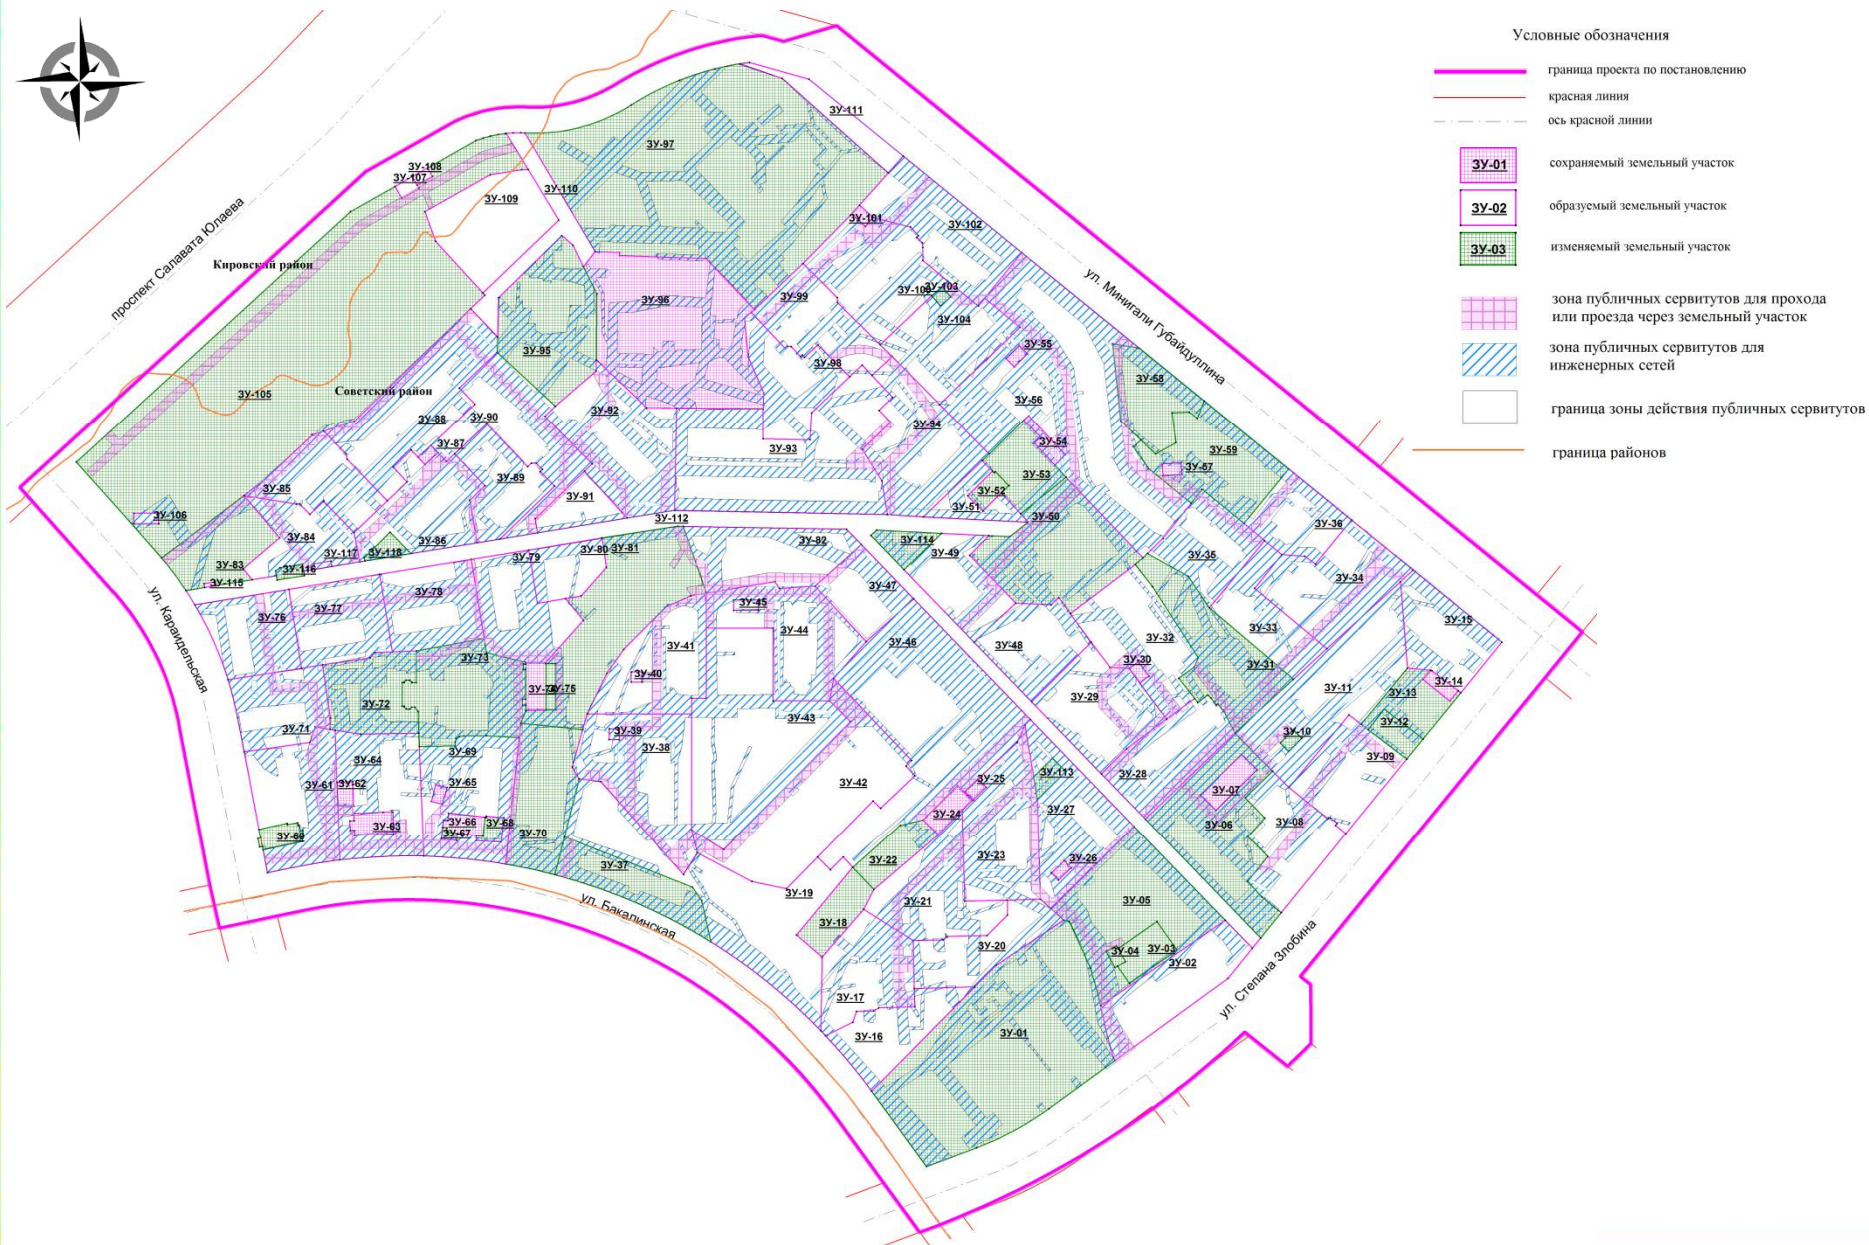 Условные обозначения
граница проекта по постановлению
красная линия
ось красной линии
ЗУ-01
сохраняемый земельный участок
ЗУ-02
образуемый земельный участок
ЗУ-03
изменяемый земельный участок
зона публичных сервитутов для прохода
или проезда через земельный участок
зона публичных сервитутов для
инженерных сетей
граница зоны действия публичных сервитутов
граница районов
проспект Салавата Юлаева
Кировский район
Советский район
ул. Минигали Губайдуллина
ул. Караидельская
ул. Бакалинская
ул. Степана Злобина
ЗУ-111
ЗУ-97
ЗУ-108
ЗУ-107
ЗУ-110
ЗУ-109
ЗУ-101
ЗУ-102
ЗУ-103
ЗУ-99
ЗУ-96
ЗУ-104
ЗУ-55
ЗУ-95
ЗУ-98
ЗУ-58
ЗУ-105
ЗУ-56
ЗУ-92
ЗУ-88
ЗУ-90
ЗУ-94
ЗУ-87
ЗУ-54
ЗУ-93
ЗУ-59
ЗУ-57
ЗУ-89
ЗУ-53
ЗУ-85
ЗУ-91
ЗУ-52
ЗУ-51
ЗУ-106
ЗУ-112
ЗУ-50
ЗУ-36
ЗУ-84
ЗУ-86
ЗУ-82
ЗУ-114
ЗУ-117
ЗУ-118
ЗУ-79
ЗУ-80
ЗУ-81
ЗУ-49
ЗУ-35
ЗУ-83
ЗУ-116
ЗУ-115
ЗУ-34
ЗУ-78
ЗУ-47
ЗУ-77
ЗУ-76
ЗУ-45
ЗУ-15
ЗУ-44
ЗУ-33
ЗУ-32
ЗУ-46
ЗУ-41
ЗУ-48
ЗУ-73
ЗУ-30
ЗУ-31
ЗУ-40
ЗУ-14
ЗУ-75
ЗУ-11
ЗУ-13
ЗУ-29
ЗУ-72
ЗУ-43
ЗУ-12
ЗУ-71
ЗУ-39
ЗУ-10
ЗУ-38
ЗУ-69
ЗУ-64
ЗУ-09
ЗУ-113
ЗУ-28
ЗУ-25
ЗУ-42
ЗУ-61
ЗУ-62
ЗУ-65
ЗУ-07
ЗУ-27
ЗУ-24
ЗУ-66
ЗУ-68
ЗУ-63
ЗУ-67
ЗУ-70
ЗУ-06
ЗУ-08
ЗУ-23
ЗУ-26
ЗУ-22
ЗУ-37
ЗУ-19
ЗУ-21
ЗУ-05
ЗУ-18
ЗУ-20
ЗУ-04
ЗУ-03
ЗУ-02
ЗУ-17
ЗУ-16
ЗУ-01